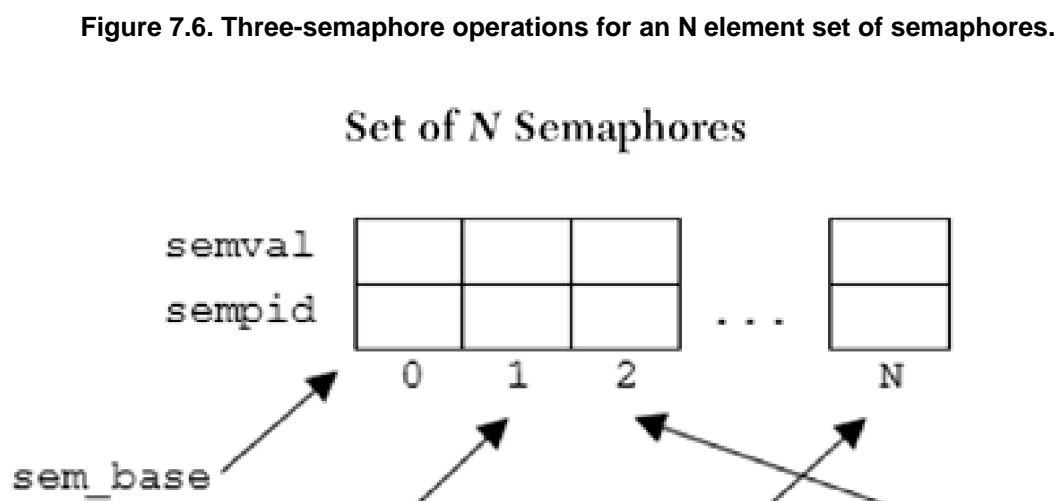 Figure 7.6. Three-semaphore operations for an N element set of semaphores.
Set of N Semaphores
semval
sempid
...
0 1 2 N
sem_base